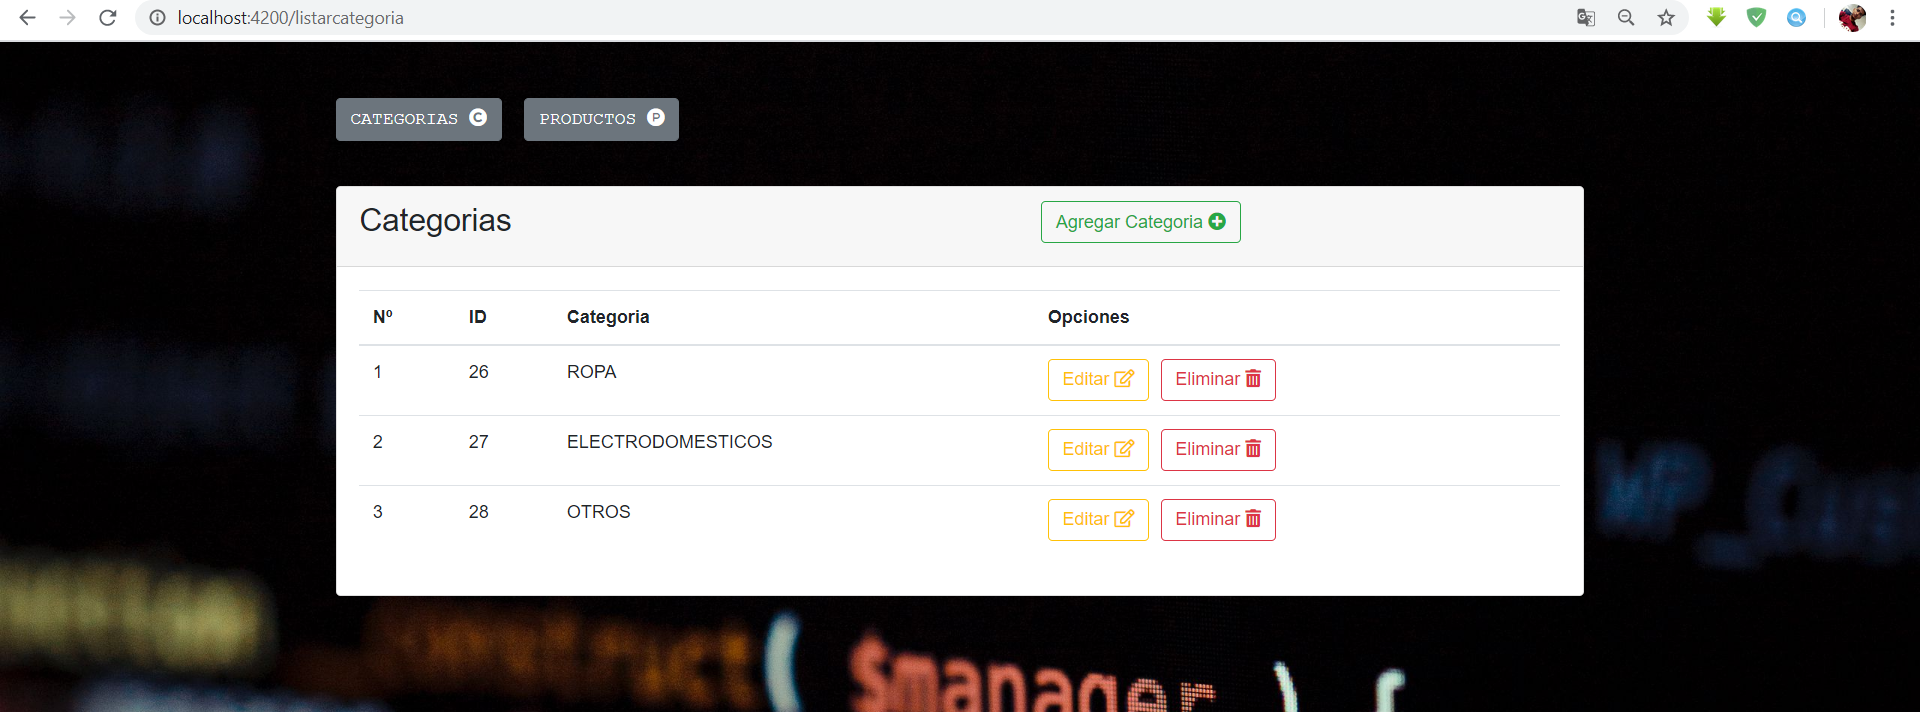 localhost:4200/listarcategoria
CATEGORIAS C PRODUCTOS P
Categorias Agregar Categoria
Nº ID Categoria Opciones
1 26 ROPA Editar Eliminar
2 27 ELECTRODOMESTICOS Editar Eliminar
3 28 OTROS Editar Eliminar
$manager ) {